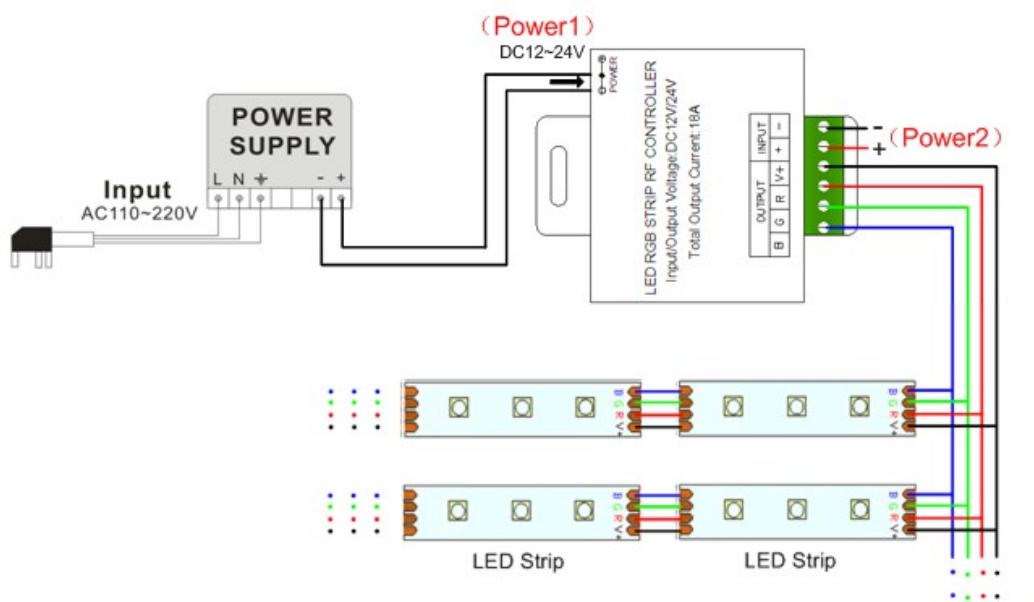 （Power1）
DC12~24V
POWER
SUPPLY
L N - +
Input
AC110~220V
POWER
LED RGB STRIP RF CONTROLLER
Input/Output Voltage:DC12V/24V
Total Output Current:18A
INPUT
OUTPUT
- + V+ R G B
-
+
（Power2）
B
G
R
V+
B
G
R
V+
B
G
R
V+
B
G
R
V+
LED Strip
LED Strip